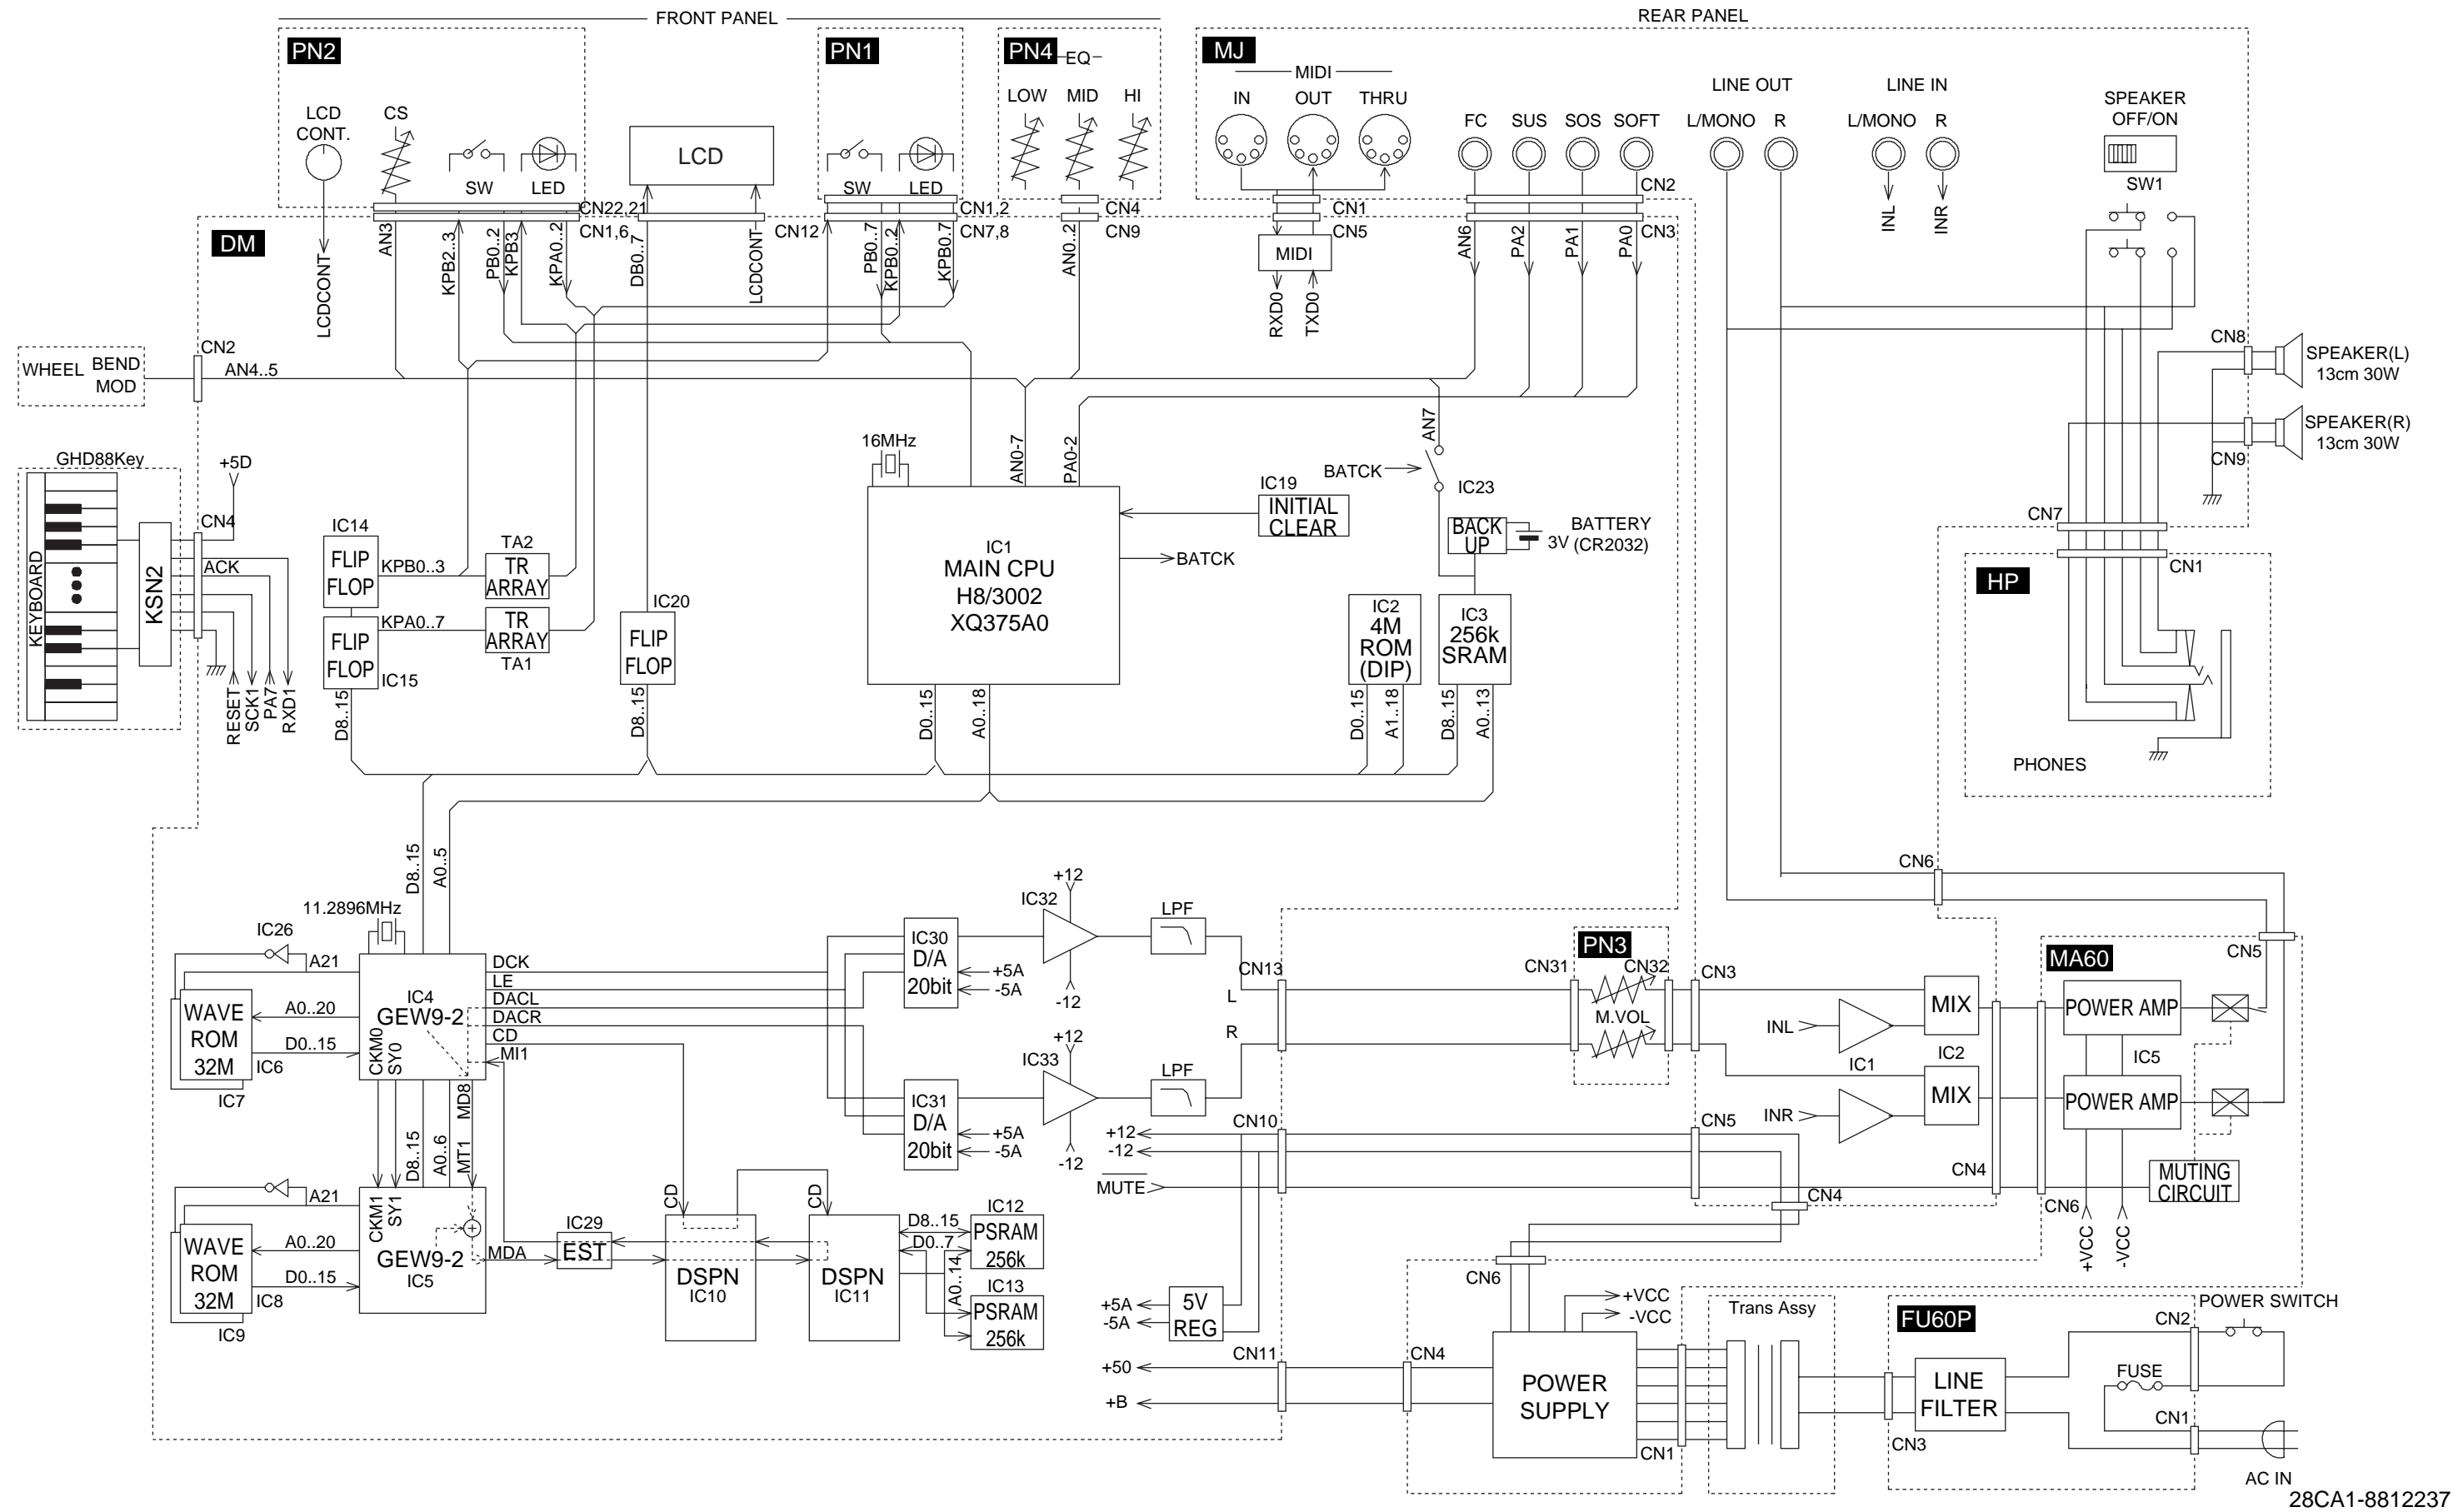 FRONT PANEL
REAR PANEL
PN2
PN1
PN4
-EQ-
MJ
MIDI
LINE OUT
LINE IN
LCD
CONT.
CS
LOW
MID
HI
IN
OUT
THRU
FC
SUS
SOS
SOFT
L/MONO
R
L/MONO
R
SPEAKER
OFF/ON
LCD
SW
LED
SW
LED
SW1
CN22,21
CN1,6
CN12
CN1,2
CN7,8
CN4
CN9
CN1
CN5
CN2
CN3
INL
INR
DM
AN3
KPB2..3
PB0..2
KPB3
KPA0..2
DB0..7
LCDCONT
LCDCONT
PB0..7
KPB0..2
KPB0..7
AN0..2
MIDI
RXD0
TXD0
AN6
PA2
PA1
PA0
CN8
SPEAKER(L)
13cm 30W
SPEAKER(R)
13cm 30W
CN9
WHEEL
BEND
MOD
CN2
AN4..5
GHD88Key
+5D
KEYBOARD
KSN2
CN4
ACK
RESET
SCK1
PA7
RXD1
IC14
FLIP
FLOP
KPB0..3
TA2
TR
ARRAY
FLIP
FLOP
IC15
KPA0..7
TR
ARRAY
TA1
IC20
FLIP
FLOP
D8..15
D8..15
16MHz
AN0-7
PA0-2
IC1
MAIN CPU
H8/3002
XQ375A0
IC19
INITIAL
CLEAR
BATCK
BATCK
AN7
IC23
BACK
UP
BATTERY
3V (CR2032)
IC2
4M
ROM
(DIP)
IC3
256k
SRAM
D0..15
A0..18
D0..15
A1..18
D8..15
A0..13
CN7
CN1
HP
PHONES
D8..15
A0..5
11.2896MHz
IC26
A21
WAVE
ROM
32M
A0..20
D0..15
IC6
IC7
IC4
GEW9-2
CKM0
SY0
MD8
DCK
LE
DACL
DACR
CD
MI1
IC30
D/A
20bit
+5A
-5A
IC32
+12
-12
LPF
IC31
D/A
20bit
+5A
-5A
IC33
+12
-12
LPF
CN13
L
R
CN31
PN3
CN32
M.VOL
CN3
INL
INR
IC1
MIX
IC2
MIX
CN6
CN5
MA60
POWER AMP
IC5
POWER AMP
MUTING
CIRCUIT
CN4
CN6
+VCC
-VCC
CN10
+12
-12
MUTE
CN5
CN4
D8..15
A0..6
MT1
A21
WAVE
ROM
32M
A0..20
D0..15
IC8
IC9
CKM1
SY1
GEW9-2
IC5
MDA
IC29
EST
CD
DSPN
IC10
CD
DSPN
IC11
D8..15
D0..7
A0..14
IC12
PSRAM
256k
IC13
PSRAM
256k
+5A
-5A
5V
REG
CN11
+50
+B
CN4
CN6
+VCC
-VCC
POWER
SUPPLY
CN1
Trans Assy
FU60P
LINE
FILTER
CN3
CN2
POWER SWITCH
FUSE
CN1
AC IN
28CA1-8812237